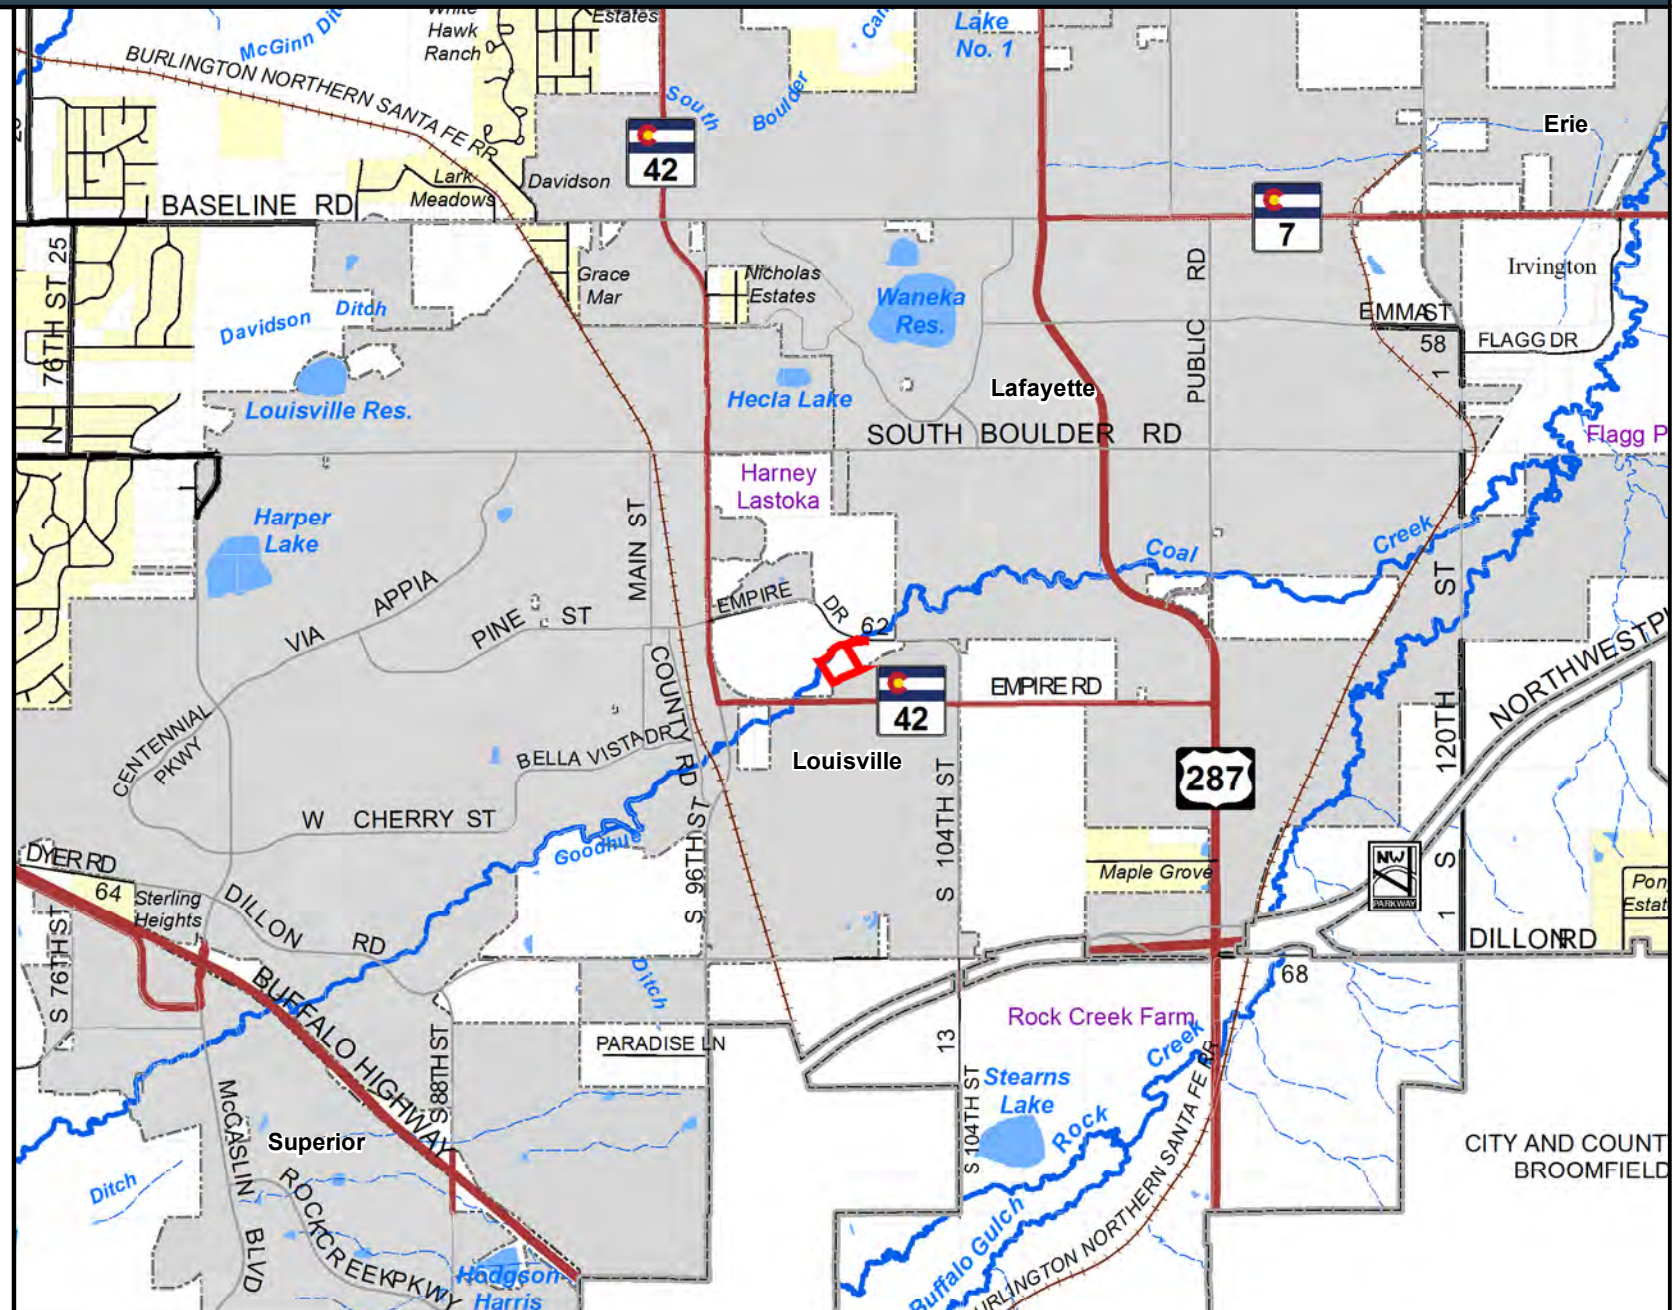 McGinn Ditch
White
Hawk
Ranch
Estates
Lake
No. 1
BURLINGTON NORTHERN SANTA FE RR
South
Boulder
Erie
42
Lark
Meadows
Davidson
BASELINE RD
7
N 76TH ST 25
Grace
Mar
Nicholas
Estates
Waneka
Res.
PUBLIC RD
Irvington
Davidson Ditch
EMMA ST
58
FLAGG DR
1
Louisville Res.
Hecla Lake
Lafayette
SOUTH BOULDER RD
Flagg P
Harney
Lastoka
Harper
Lake
MAIN ST
Coal
Creek
VIA APPIA
PINE ST
EMPIRE
DR
62
ST
EMPIRE RD
42
NORTHWEST P
COUNTY RD
CENTENNIAL
PKWY
BELLA VISTA DR
Louisville
287
120TH
W CHERRY ST
Goodhue
S 96TH ST
S 104TH ST
S
1
NW
PARKWAY
Maple Grove
DYER RD
64
Sterling
Heights
DILLON RD
Pon
Estat
DILLON RD
68
S 76TH ST
BUFFALO HIGHWAY
Ditch
Rock Creek Farm
Creek
13
PARADISE LN
S 88TH ST
Stearns
Lake
S 104TH ST
Rock
McCASLIN BLVD
Superior
Ditch
CITY AND COUNT
BROOMFIELD
ROCK CREEK PKWY
Buffalo Gulch
BURLINGTON NORTHERN SANTA FE RR
Hodgson
Harris